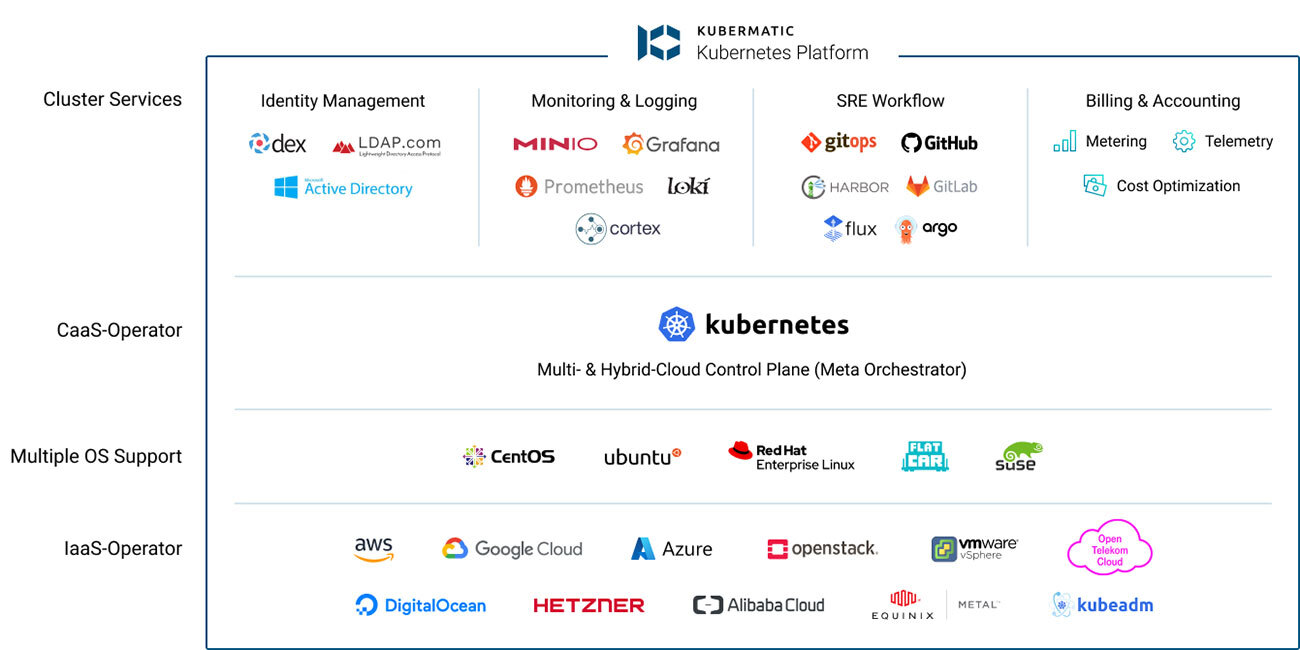 KUBERMATIC
Kubernetes Platform
Cluster Services
Identity Management
dex
LDAP.com
Lightweight Directory Access Protocol
Microsoft
Active Directory
Monitoring & Logging
MINIO
Grafana
Prometheus
loki
cortex
SRE Workflow
gitops
GitHub
HARBOR
GitLab
flux
argo
Billing & Accounting
Metering
Telemetry
Cost Optimization
CaaS-Operator
kubernetes
Multi- & Hybrid-Cloud Control Plane (Meta Orchestrator)
Multiple OS Support
CentOS
ubuntu
Red Hat
Enterprise Linux
FLAT
CAR
SUSE
IaaS-Operator
aws
Google Cloud
Azure
openstack.
vmware®
vSphere
Open
Telekom
Cloud
DigitalOcean
HETZNER
Alibaba Cloud
EQUINIX
METAL™
kubeadm